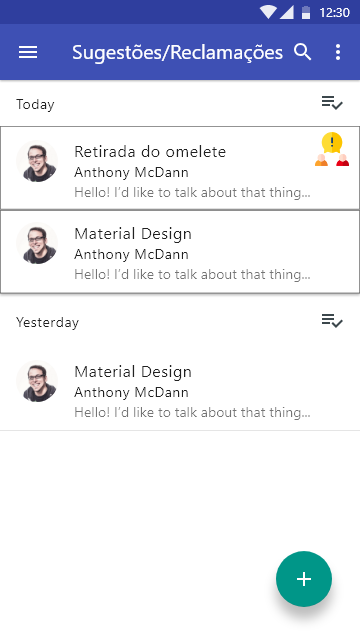 12:30
Sugestões/Reclamações
Today
Retirada do omelete
Anthony McDann
Hello! I'd like to talk about that thing...
Material Design
Anthony McDann
Hello! I'd like to talk about that thing...
Yesterday
Material Design
Anthony McDann
Hello! I'd like to talk about that thing...